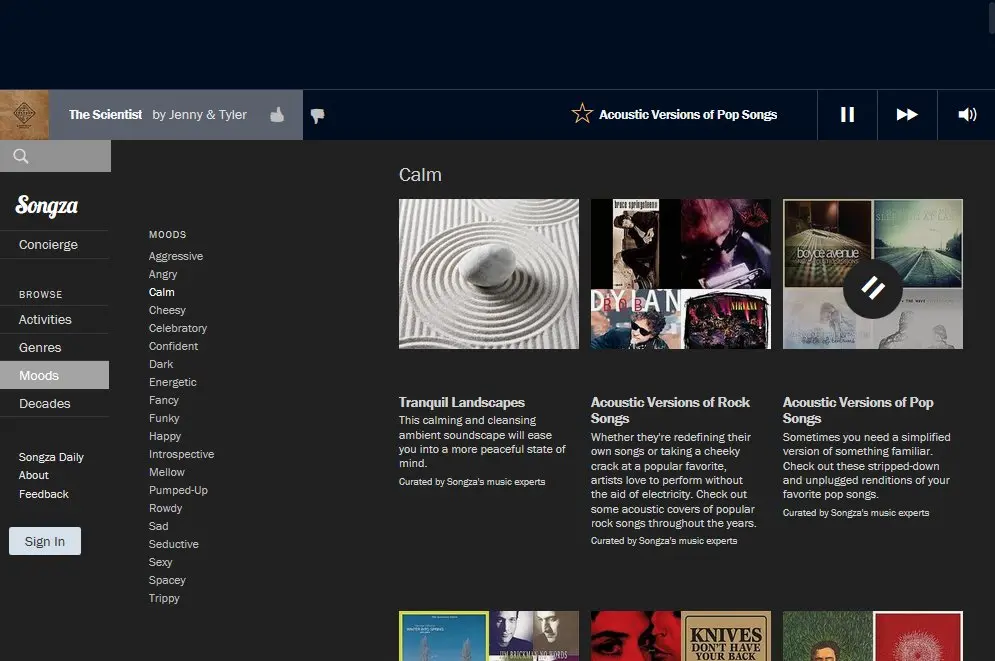 The Scientist by Jenny & Tyler
Acoustic Versions of Pop Songs
Songza
Concierge
BROWSE
Activities
Genres
Moods
Decades
Songza Daily
About
Feedback
Sign In
MOODS
Aggressive
Angry
Calm
Cheesy
Celebratory
Confident
Dark
Energetic
Fancy
Funky
Happy
Introspective
Mellow
Pumped-Up
Rowdy
Sad
Seductive
Sexy
Spacey
Trippy
Calm
bruce springsteen
DYLAN
BOB
NIRVANA
boyce avenue
Tranquil Landscapes
This calming and cleansing
ambient soundscape will ease
you into a more peaceful state of
mind.
Curated by Songza's music experts
Acoustic Versions of Rock
Songs
Whether they're redefining their
own songs or taking a cheeky
crack at a popular favorite,
artists love to perform without
the aid of electricity. Check out
some acoustic covers of popular
rock songs throughout the years.
Curated by Songza's music experts
Acoustic Versions of Pop
Songs
Sometimes you need a simplified
version of something familiar.
Check out these stripped-down
and unplugged renditions of your
favorite pop songs.
Curated by Songza's music experts
WINTER INTO SPRING
JIM BRICKMAN NO WORDS
KNIVES
DON'T HAVE
YOUR BACK